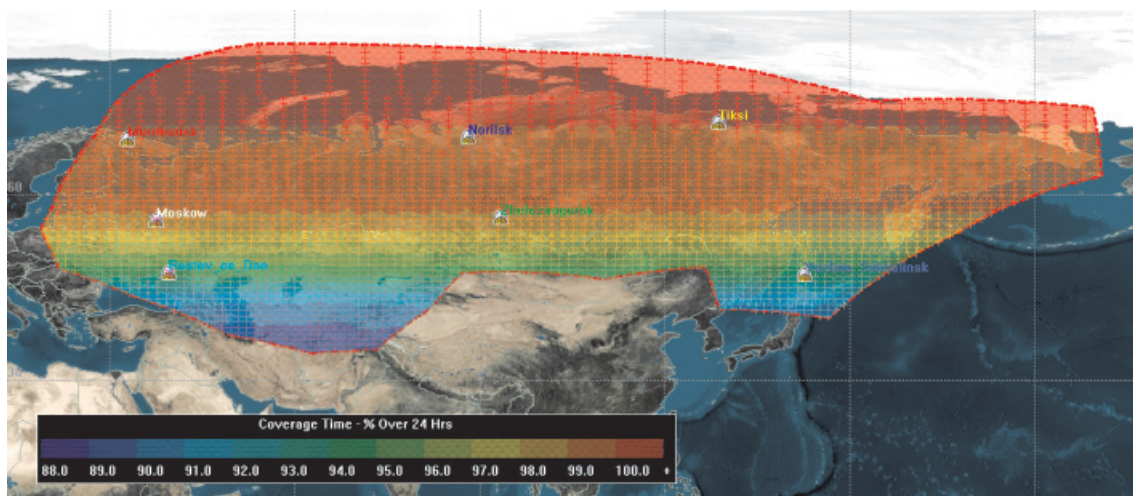 Tiksi
Murmansk
Norilsk
60
Moskow
Zheleznogorsk
Rostov_on_Don
Coverage Time - % Over 24 Hrs
88.0 89.0 90.0 91.0 92.0 93.0 94.0 95.0 96.0 97.0 98.0 99.0 100.0 +